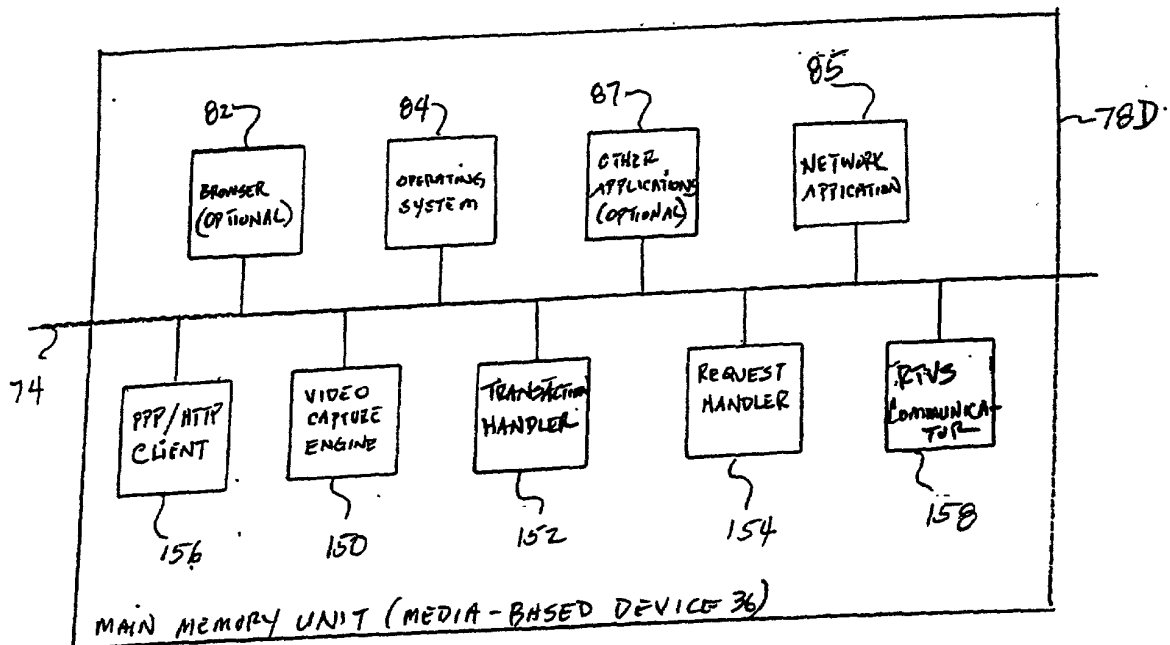 82
84
87
85
78D
BROWSER
(OPTIONAL)
OPERATING
SYSTEM
OTHER
APPLICATIONS
(OPTIONAL)
NETWORK
APPLICATION
74
PPP/HTTP
CLIENT
VIDEO
CAPTURE
ENGINE
TRANSACTION
HANDLER
REQUEST
HANDLER
RTVS
COMMUNICA-
TOR
156
150
152
154
158
MAIN MEMORY UNIT (MEDIA-BASED DEVICE 36)